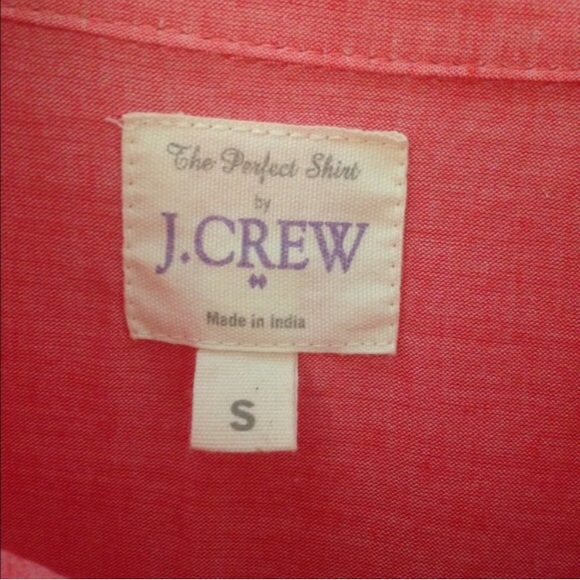 The Perfect Shirt
by
J.CREW
Made in India
S